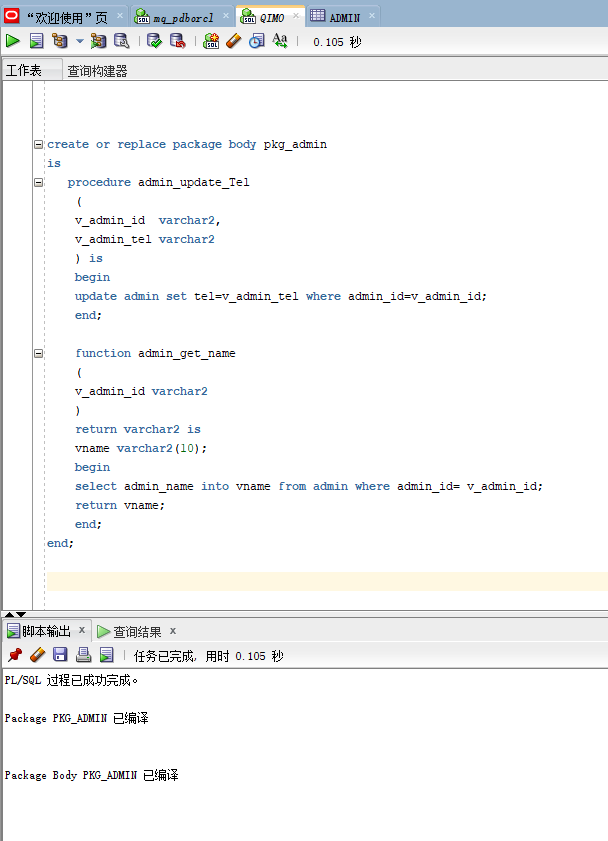 “欢迎使用”页
mq_pdborcl
QIMO
ADMIN
0.105 秒
工作表
查询构建器
create or replace package body pkg_admin
is
procedure admin_update_Tel
(
v_admin_id  varchar2,
v_admin_tel varchar2
) is
begin
update admin set tel=v_admin_tel where admin_id=v_admin_id;
end;
function admin_get_name
(
v_admin_id varchar2
)
return varchar2 is
vname varchar2(10);
begin
select admin_name into vname from admin where admin_id= v_admin_id;
return vname;
end;
end;
脚本输出 x
查询结果 x
任务已完成, 用时 0.105 秒
PL/SQL 过程已成功完成。
Package PKG_ADMIN 已编译
Package Body PKG_ADMIN 已编译